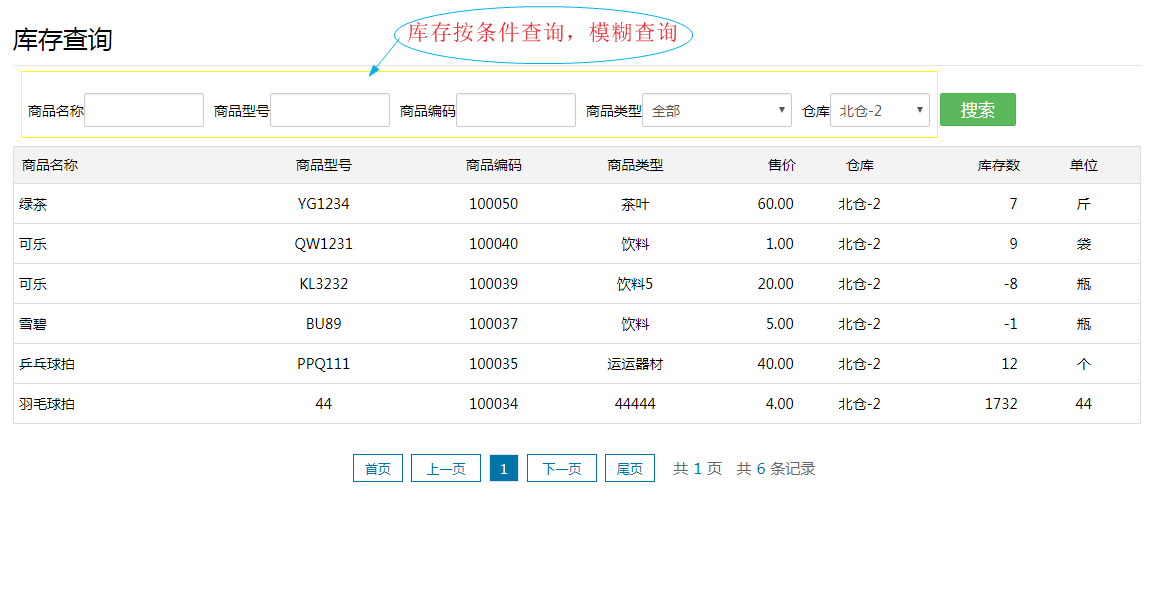 库存按条件查询，模糊查询
库存查询
商品名称 商品型号 商品编码 商品类型 全部 仓库 北仓-2 搜索
商品名称 商品型号 商品编码 商品类型 售价 仓库 库存数 单位
绿茶 YG1234 100050 茶叶 60.00 北仓-2 7 斤
可乐 QW1231 100040 饮料 1.00 北仓-2 9 袋
可乐 KL3232 100039 饮料5 20.00 北仓-2 -8 瓶
雪碧 BU89 100037 饮料 5.00 北仓-2 -1 瓶
乒乓球拍 PPQ111 100035 运运器材 40.00 北仓-2 12 个
羽毛球拍 44 100034 44444 4.00 北仓-2 1732 44
首页 上一页 1 下一页 尾页 共 1 页 共 6 条记录